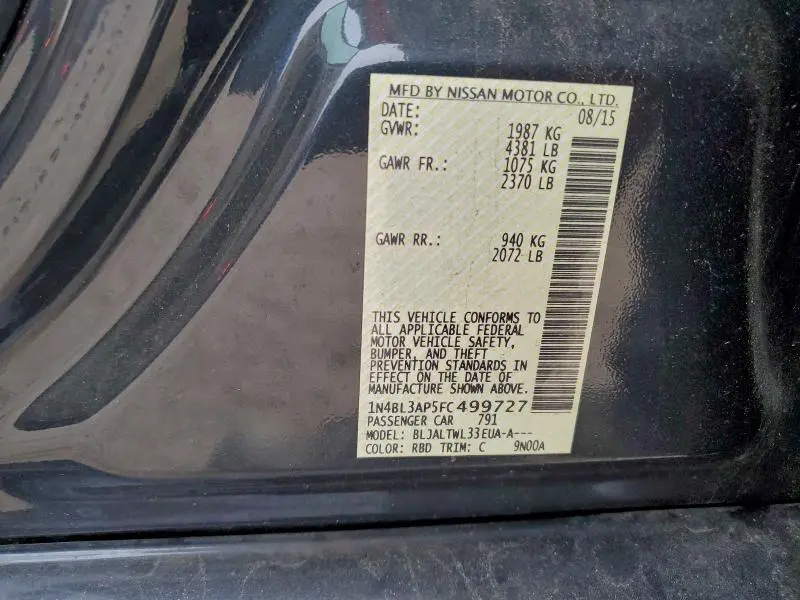 MFD BY NISSAN MOTOR CO., LTD.
DATE: 08/15
GVWR: 1987 KG
4381 LB
GAWR FR.: 1075 KG
2370 LB
GAWR RR.: 940 KG
2072 LB
THIS VEHICLE CONFORMS TO
ALL APPLICABLE FEDERAL
MOTOR VEHICLE SAFETY,
BUMPER, AND THEFT
PREVENTION STANDARDS IN
EFFECT ON THE DATE OF
MANUFACTURE SHOWN ABOVE.
1N4BL3AP5FC499727
PASSENGER CAR 791
MODEL: BLJALTWL33EUA-A---
COLOR: RBD TRIM: C 9N00A